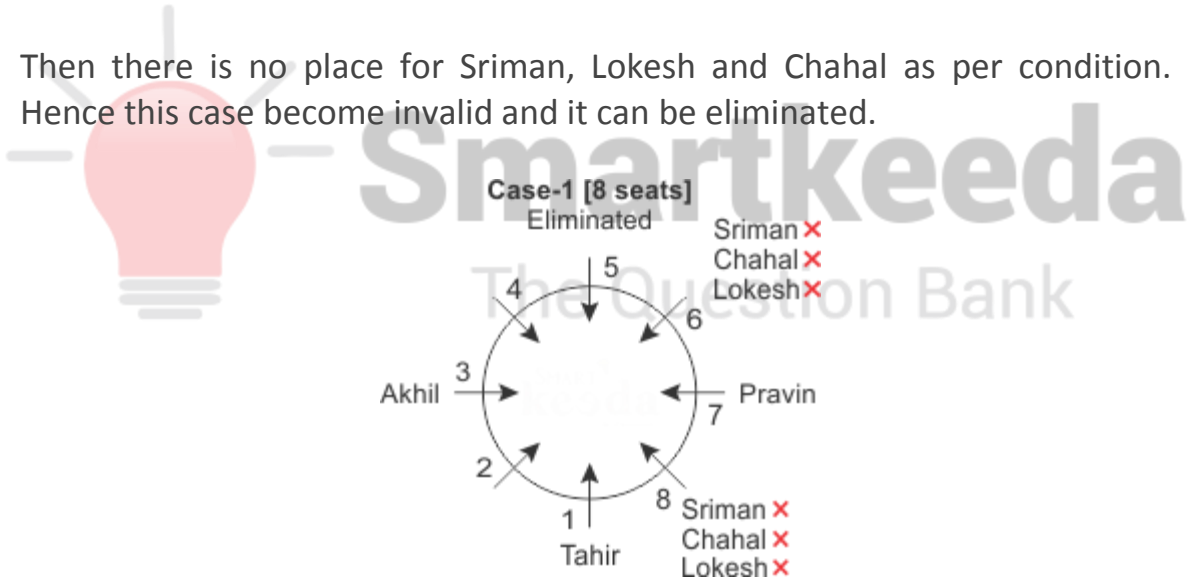 Then there is no place for Sriman, Lokesh and Chahal as per condition.
Hence this case become invalid and it can be eliminated.
Smartkeeda
The Question Bank
Case-1 [8 seats]
Eliminated
Sriman ×
Chahal ×
Lokesh ×
5
4
6
3
Akhil
Pravin
7
2
8
Sriman ×
Chahal ×
Lokesh ×
1
Tahir